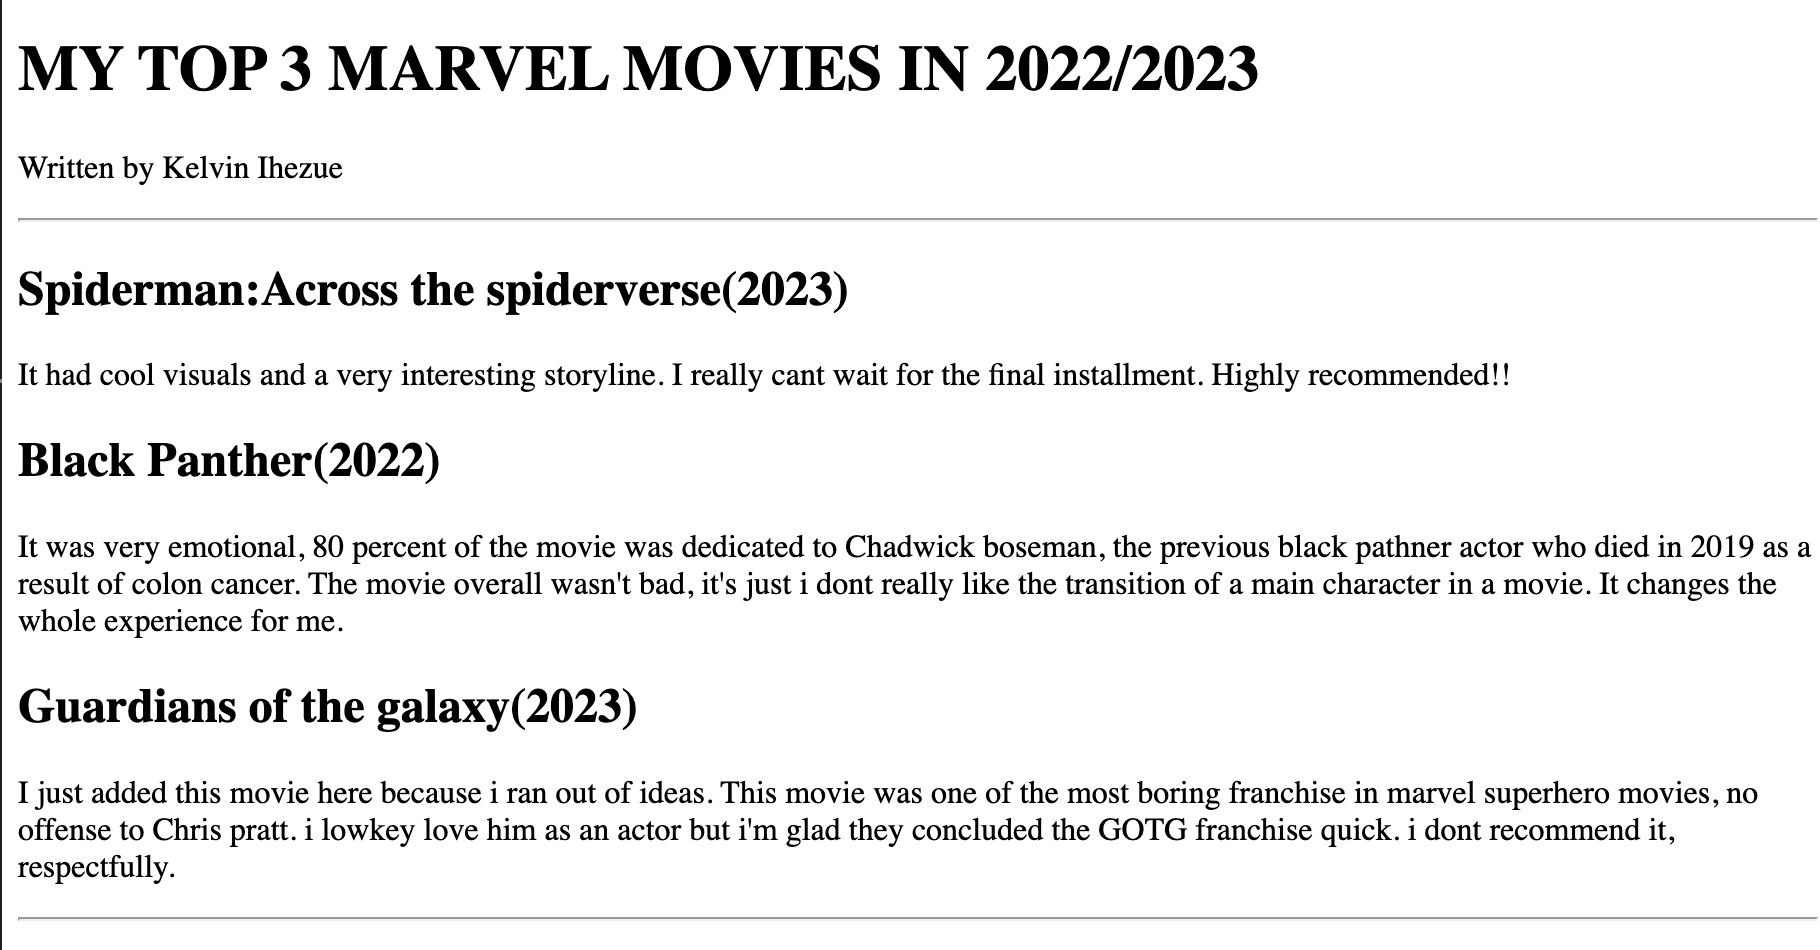 MY TOP 3 MARVEL MOVIES IN 2022/2023
Written by Kelvin Ihezue
Spiderman:Across the spiderverse(2023)
It had cool visuals and a very interesting storyline. I really cant wait for the final installment. Highly recommended!!
Black Panther(2022)
It was very emotional, 80 percent of the movie was dedicated to Chadwick boseman, the previous black pathner actor who died in 2019 as a
result of colon cancer. The movie overall wasn't bad, it's just i dont really like the transition of a main character in a movie. It changes the
whole experience for me.
Guardians of the galaxy(2023)
I just added this movie here because i ran out of ideas. This movie was one of the most boring franchise in marvel superhero movies, no
offense to Chris pratt. i lowkey love him as an actor but i'm glad they concluded the GOTG franchise quick. i dont recommend it,
respectfully.